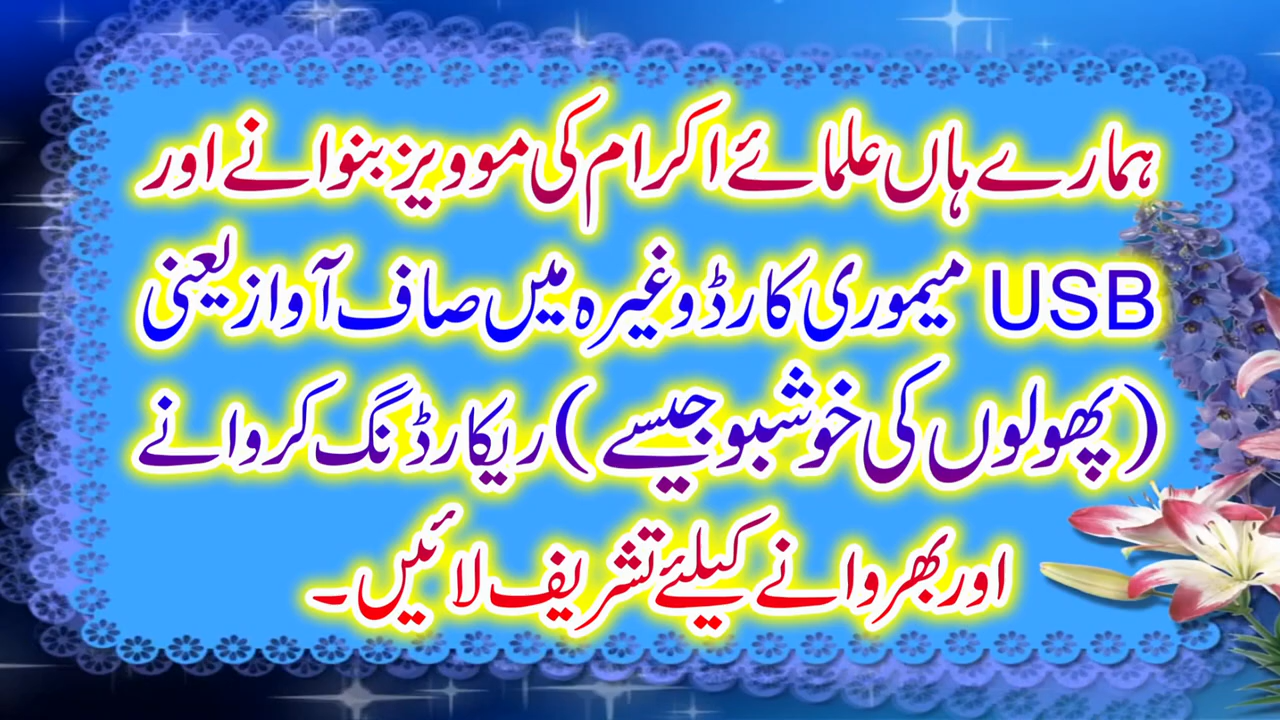 ہمارے ہاں علمائے اکرام کی موویز بنوانے اور
USB میموری کارڈ وغیرہ میں صاف آواز یعنی
(پھولوں کی خوشبو جیسے) ریکارڈنگ کروانے
اور بھروانے کیلئے تشریف لائیں۔